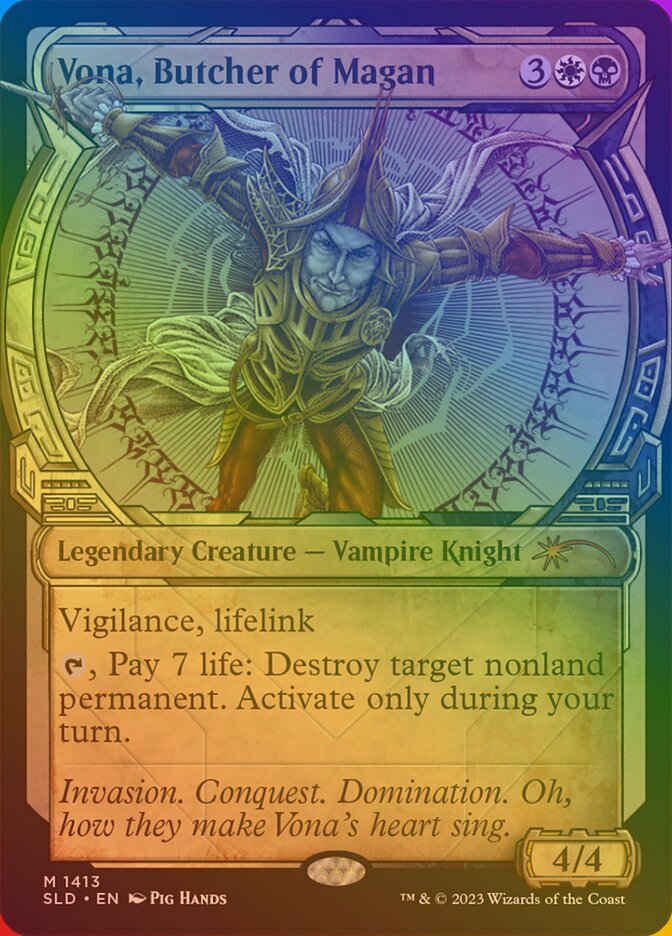 Vona, Butcher of Magan 3
Legendary Creature — Vampire Knight
Vigilance, lifelink
, Pay 7 life: Destroy target nonland
permanent. Activate only during your
turn.
Invasion. Conquest. Domination. Oh,
how they make Vona's heart sing.
4/4
M 1413
SLD • EN Pig Hands
™ & © 2023 Wizards of the Coast